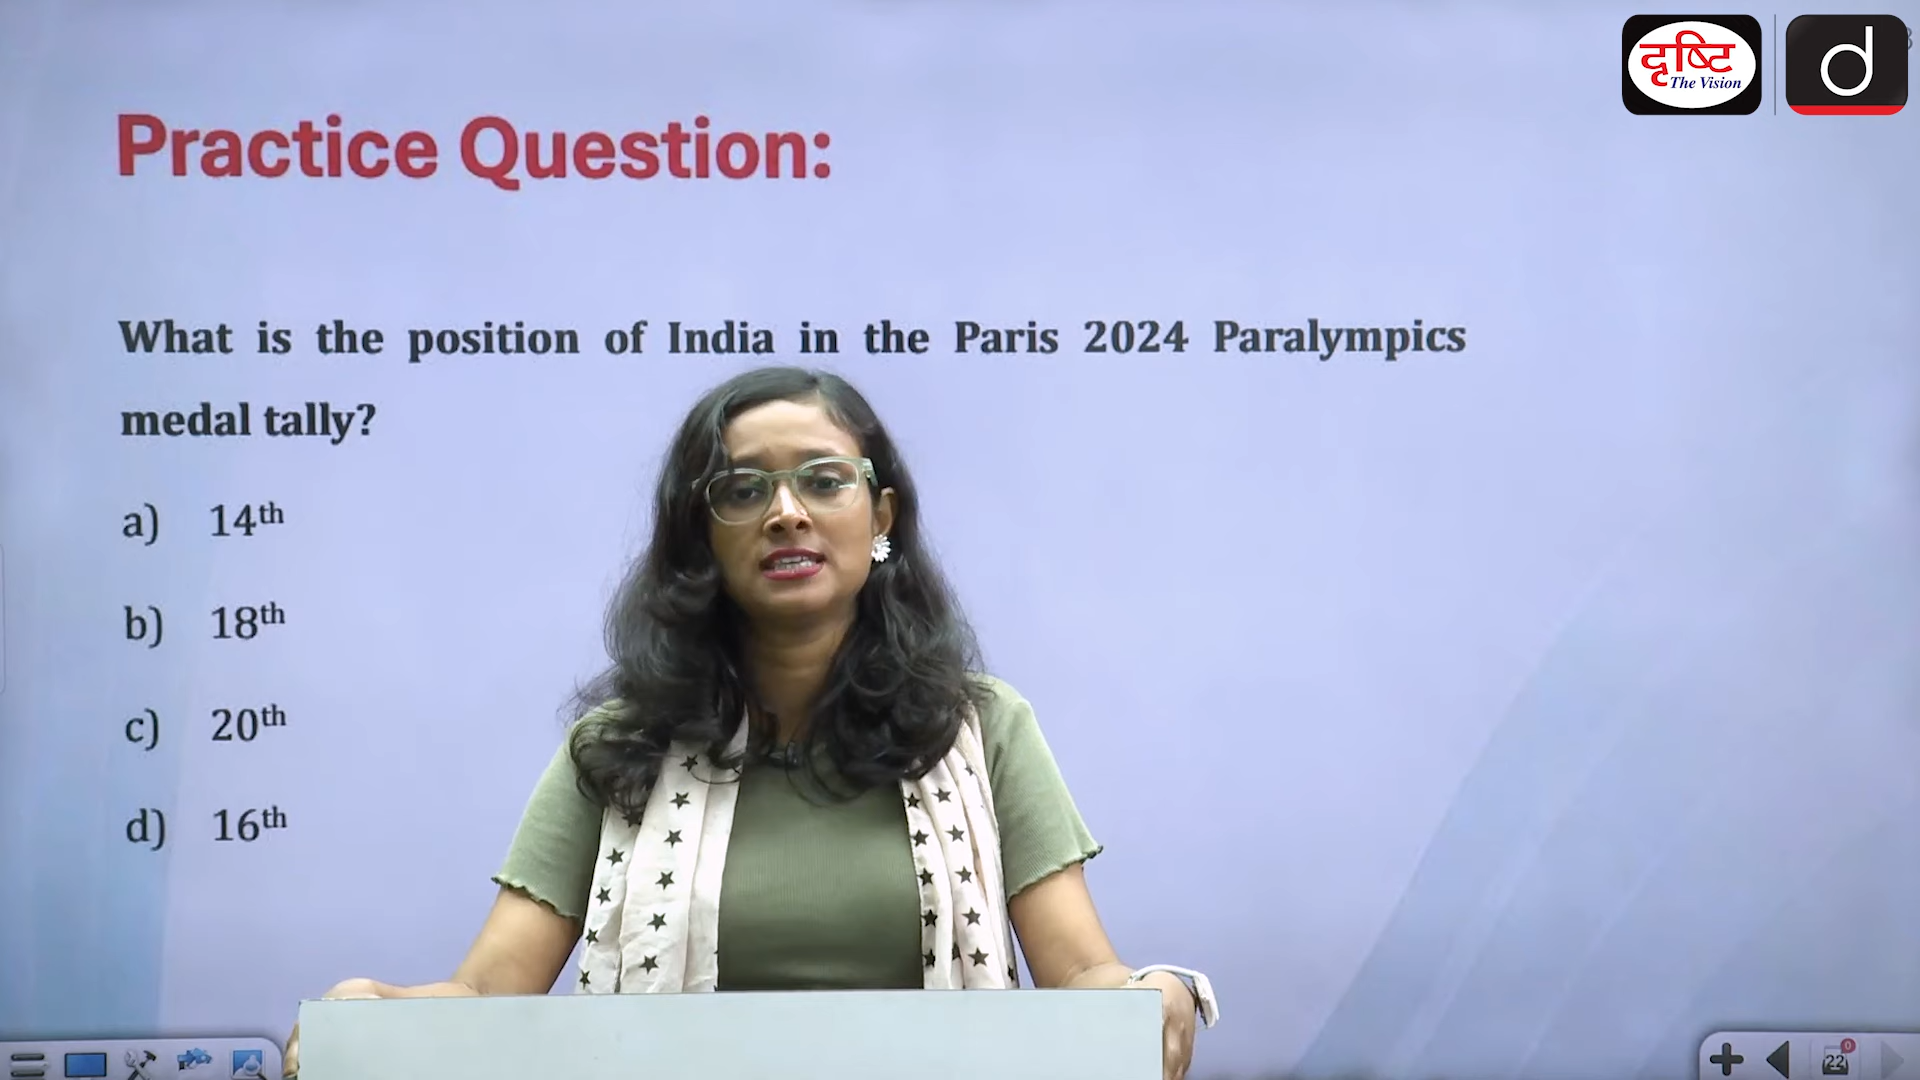 दृष्टि
The Vision
d
Practice Question:
What is the position of India in the Paris 2024 Paralympics
medal tally?
a) 14th
b) 18th
c) 20th
d) 16th
22
0